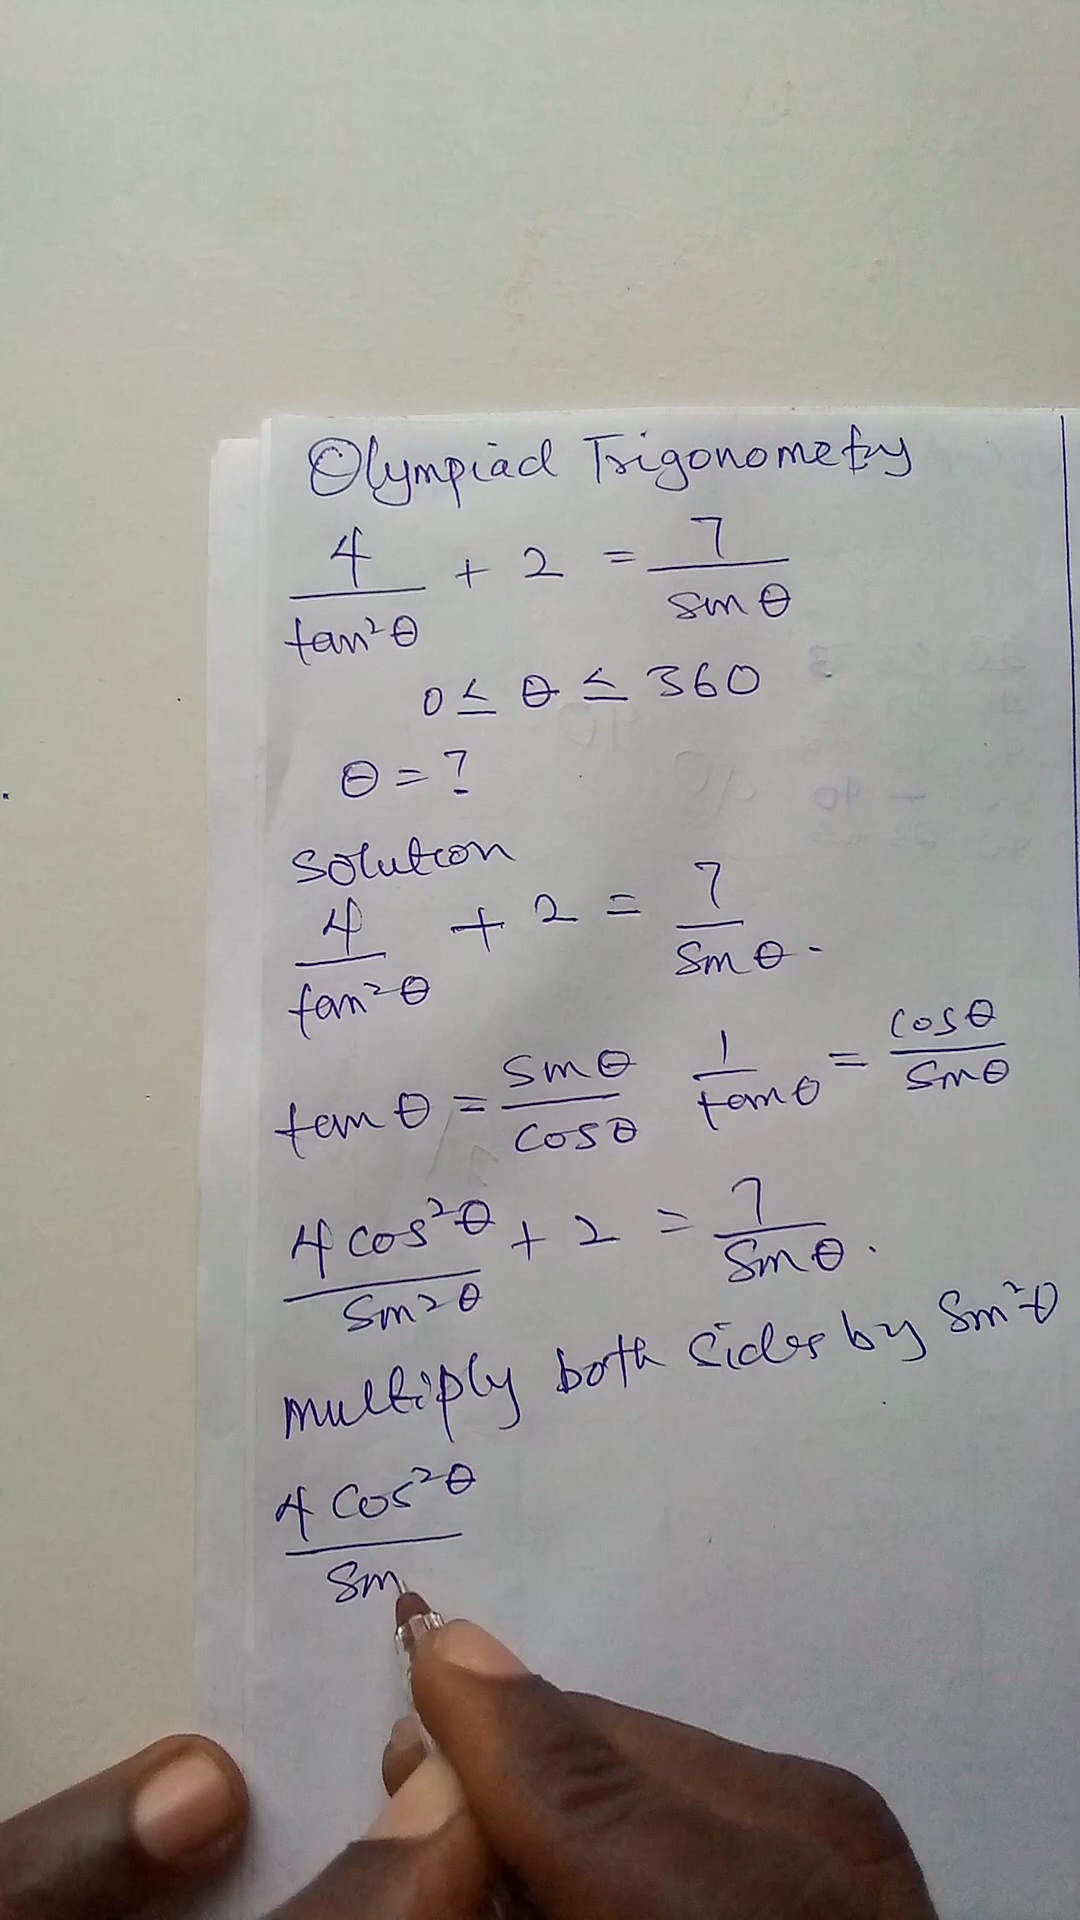 Olympiad Trigonometry
4/tan²θ + 2 = 7/sinθ
0 ≤ θ ≤ 360
θ = ?
Solution
4/tan²θ + 2 = 7/sinθ.
tanθ = sinθ/cosθ 1/tanθ = cosθ/sinθ
4cos²θ/sin²θ + 2 = 7/sinθ.
multiply both sides by sin²θ
4cos²θ/sin